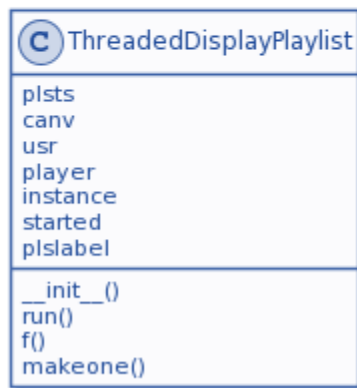 C ThreadedDisplayPlaylist
plsts
canv
usr
player
instance
started
plslabel
__init__()
run()
f()
makeone()